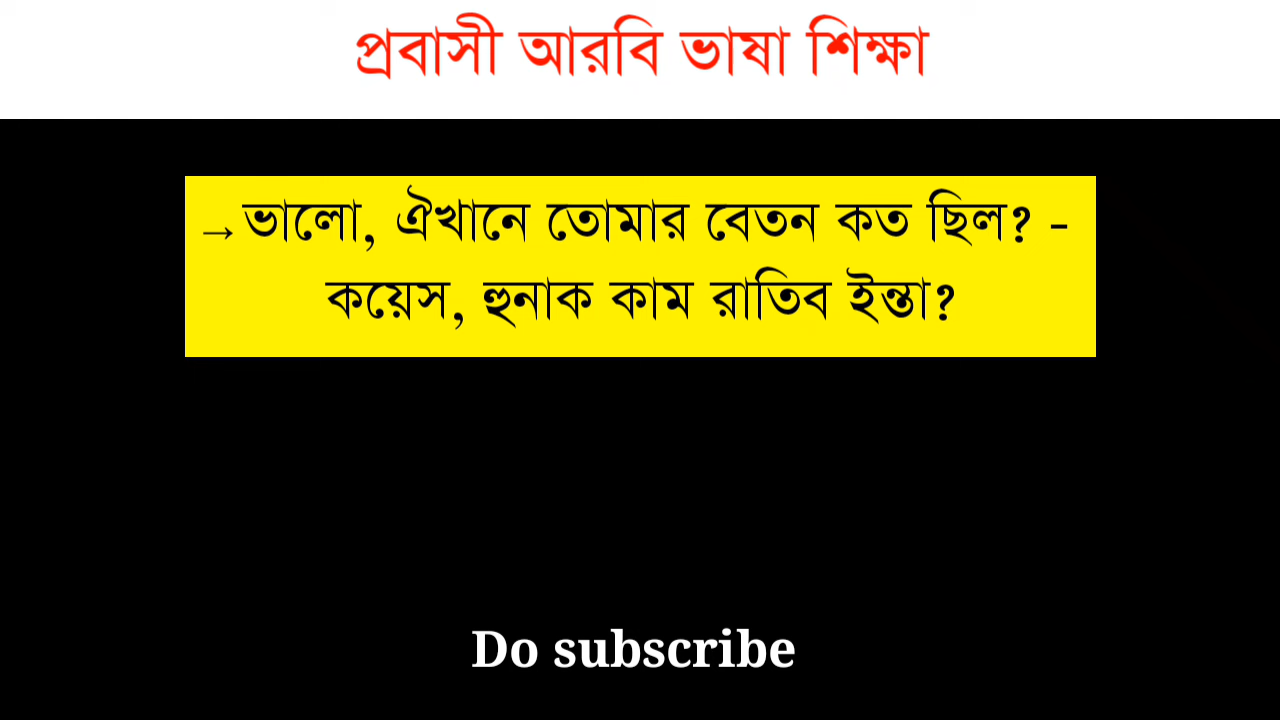 প্রবাসী আরবি ভাষা শিক্ষা
→ভালো, ঐখানে তোমার বেতন কত ছিল? -
কয়েস, হুনাক কাম রাতিব ইন্তা?
Do subscribe